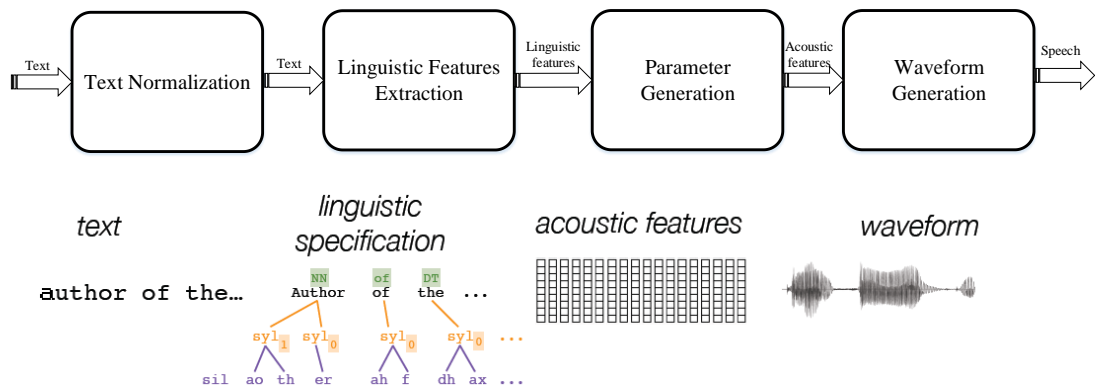 Text
Text Normalization
Text
Linguistic Features
Extraction
Linguistic
features
Parameter
Generation
Acoustic
features
Waveform
Generation
Speech
text
linguistic
specification
acoustic features
waveform
NN of DT
author of the…
Author of the ...
syl1 syl0 syl0 syl0 ...
sil ao th er ah f dh ax ...